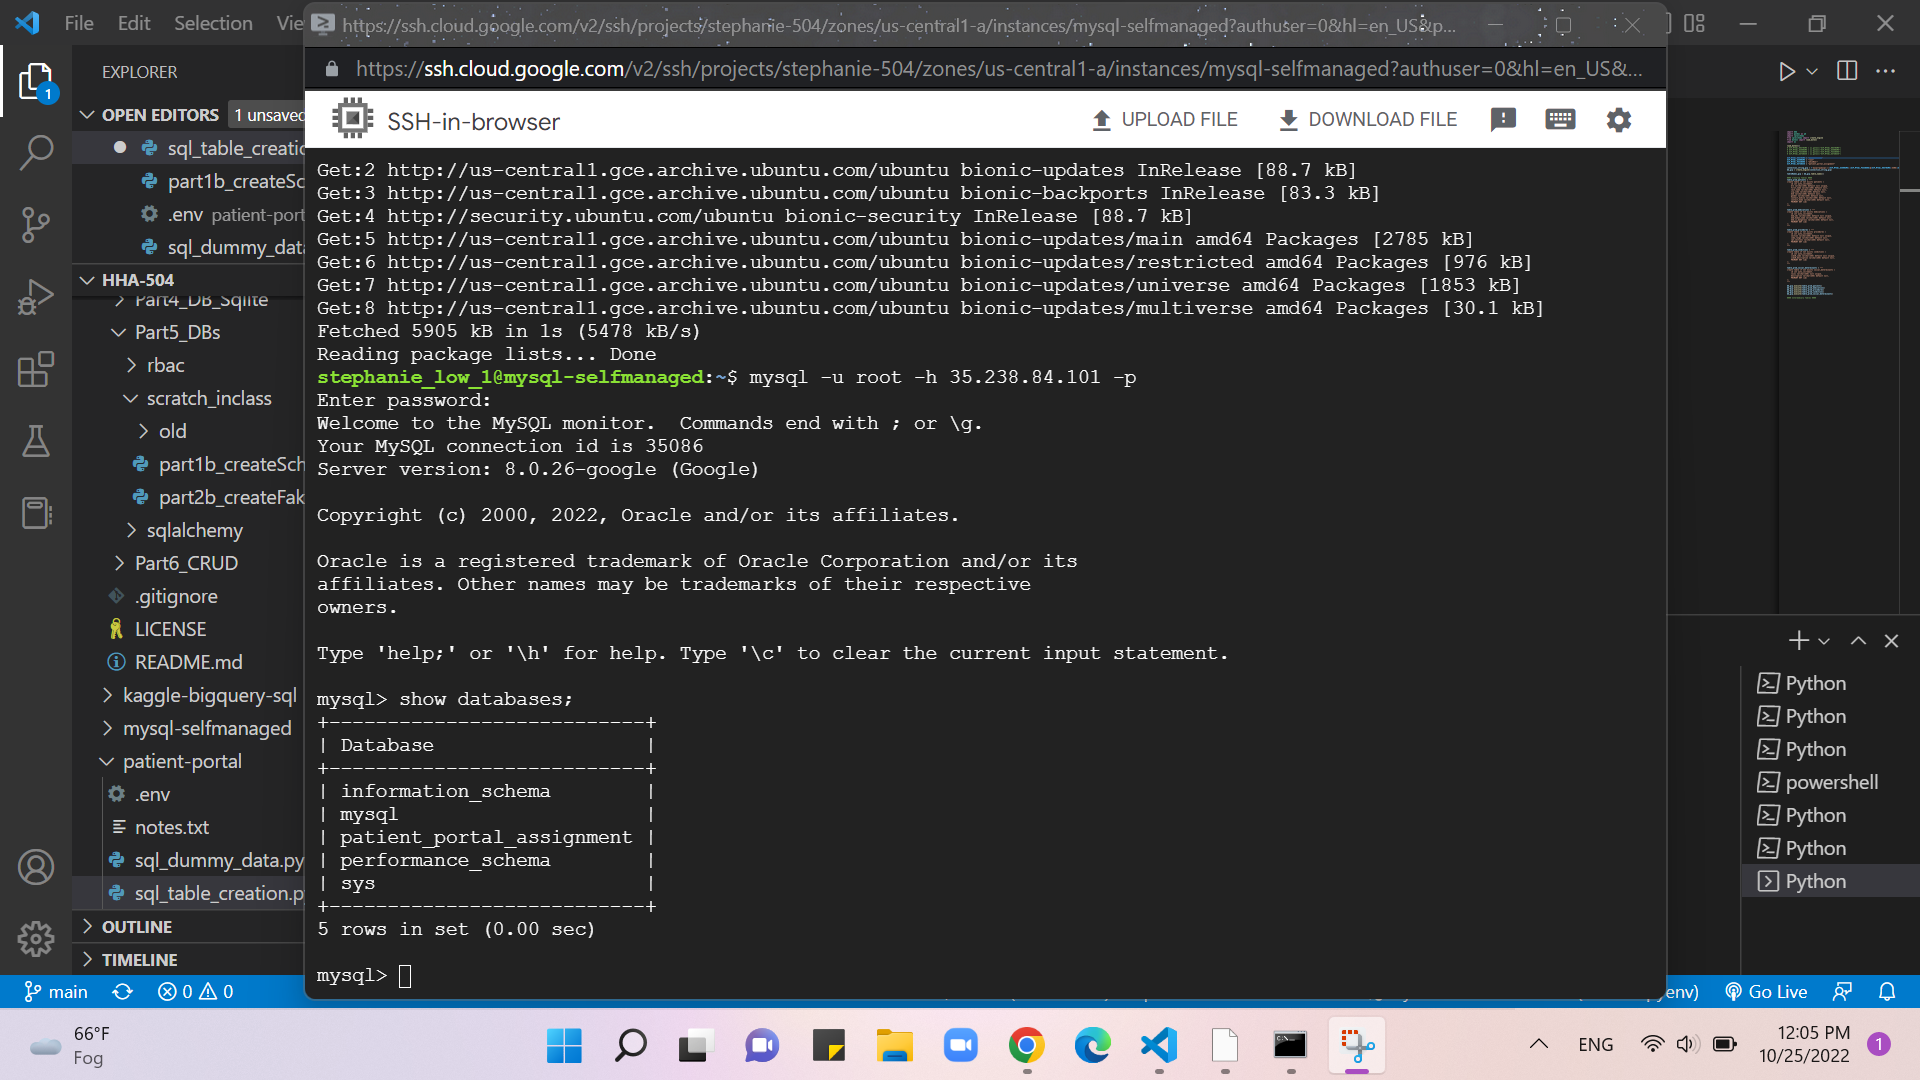 File Edit Selection Vie
https://ssh.cloud.google.com/v2/ssh/projects/stephanie-504/zones/us-central1-a/instances/mysql-selfmanaged?authuser=0&hl=en_US&p...
https://ssh.cloud.google.com/v2/ssh/projects/stephanie-504/zones/us-central1-a/instances/mysql-selfmanaged?authuser=0&hl=en_US&...
SSH-in-browser
UPLOAD FILE
DOWNLOAD FILE
1
EXPLORER
OPEN EDITORS 1 unsaved
sql_table_creatio
part1b_createSc
.env patient-port
sql_dummy_data
HHA-504
Part4_DB_Sqlite
Part5_DBs
rbac
scratch_inclass
old
part1b_createSch
part2b_createFak
sqlalchemy
Part6_CRUD
.gitignore
LICENSE
README.md
kaggle-bigquery-sql
mysql-selfmanaged
patient-portal
.env
notes.txt
sql_dummy_data.py
sql_table_creation.p
OUTLINE
TIMELINE
Get:2 http://us-central1.gce.archive.ubuntu.com/ubuntu bionic-updates InRelease [88.7 kB]
Get:3 http://us-central1.gce.archive.ubuntu.com/ubuntu bionic-backports InRelease [83.3 kB]
Get:4 http://security.ubuntu.com/ubuntu bionic-security InRelease [88.7 kB]
Get:5 http://us-central1.gce.archive.ubuntu.com/ubuntu bionic-updates/main amd64 Packages [2785 kB]
Get:6 http://us-central1.gce.archive.ubuntu.com/ubuntu bionic-updates/restricted amd64 Packages [976 kB]
Get:7 http://us-central1.gce.archive.ubuntu.com/ubuntu bionic-updates/universe amd64 Packages [1853 kB]
Get:8 http://us-central1.gce.archive.ubuntu.com/ubuntu bionic-updates/multiverse amd64 Packages [30.1 kB]
Fetched 5905 kB in 1s (5478 kB/s)
Reading package lists... Done
stephanie_low_1@mysql-selfmanaged:~$ mysql -u root -h 35.238.84.101 -p
Enter password:
Welcome to the MySQL monitor.  Commands end with ; or \g.
Your MySQL connection id is 35086
Server version: 8.0.26-google (Google)
Copyright (c) 2000, 2022, Oracle and/or its affiliates.
Oracle is a registered trademark of Oracle Corporation and/or its
affiliates. Other names may be trademarks of their respective
owners.
Type 'help;' or '\h' for help. Type '\c' to clear the current input statement.
mysql> show databases;
+---------------------------+
| Database                  |
+---------------------------+
| information_schema        |
| mysql                     |
| patient_portal_assignment |
| performance_schema        |
| sys                       |
+---------------------------+
5 rows in set (0.00 sec)
mysql>
Python
Python
Python
powershell
Python
Python
Python
main
0
0
yenv)
Go Live
66°F
Fog
ENG
12:05 PM
10/25/2022
1